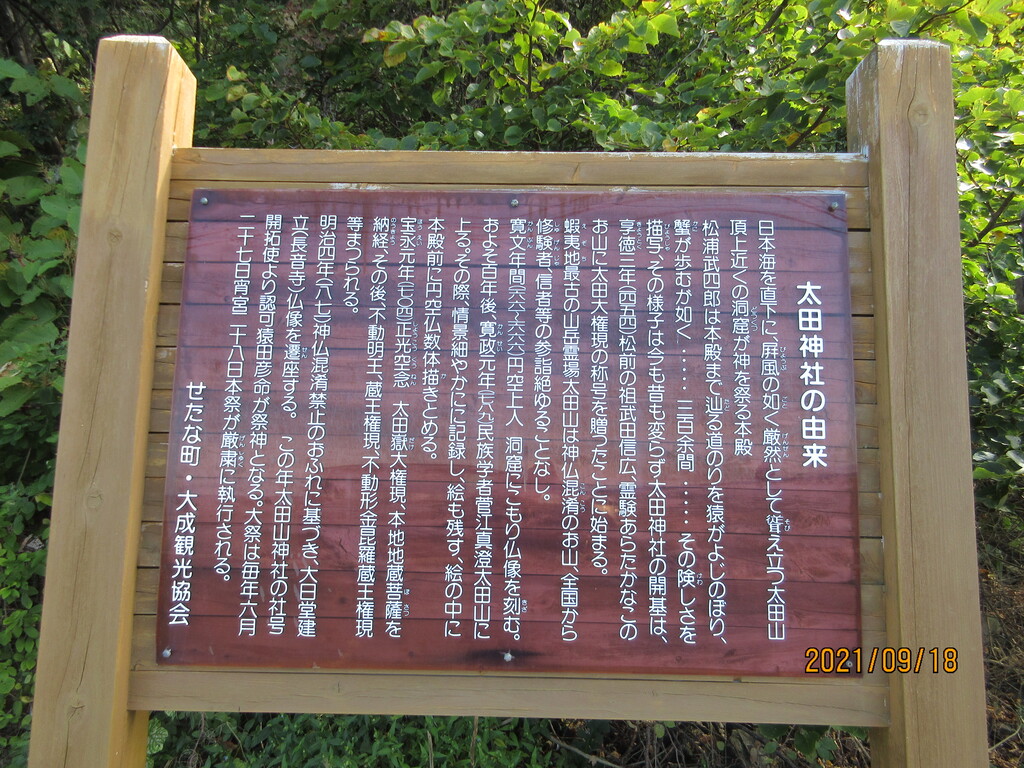 太田神社の由来
日本海を直下に、屛風の如く厳然として聳え立つ太田山
頂上近くの洞窟が神を祭る本殿
松浦武四郎は本殿まで辿る道のりを猿がよじのぼり、
蟹が歩むが如く・・・・三百余間・・・・その険しさを
描写、その様子は今も昔も変らず太田神社の開基は、
享徳三年(一四五四)松前の祖武田信広、霊験あらたかなこの
お山に太田大権現の称号を贈ったことに始まる。
蝦夷地最古の山岳霊場太田山は神仏混淆のお山、全国から
修験者、信者等の参詣絶ゆることなし。
寛文年間(一六六一~一六六六)円空上人 洞窟にこもり仏像を刻む。
およそ百年後、寛政元年(一七八九)民族学者菅江真澄太田山に
上る、その際、情景細やかにに記録し、絵も残す、絵の中に
本殿前に円空仏数体描きとめる。
宝永元年(一七〇四)正光空念 太田嶽大権現、本地地蔵菩薩を
納経、その後、不動明王、蔵王権現、不動形金毘羅蔵王権現
等まつられる。
明治四年(一八七一)神仏混淆禁止のおふれに基づき、大日堂建
立(長音寺)仏像を遷座する。 この年太田山神社の社号
開拓使より認可猿田彦命が祭神となる。大祭は毎年六月
二十七日宵宮 二十八日本祭が厳粛に執行される。
せたな町・大成観光協会
2021/09/18